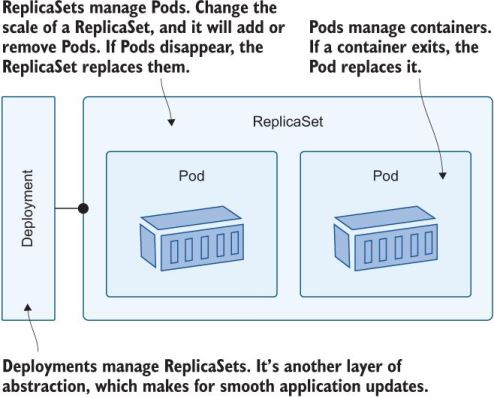 ReplicaSets manage Pods. Change the
scale of a ReplicaSet, and it will add or
remove Pods. If Pods disappear, the
ReplicaSet replaces them.
Pods manage containers.
If a container exits, the
Pod replaces it.
ReplicaSet
Pod
Pod
Deployment
Deployments manage ReplicaSets. It’s another layer of
abstraction, which makes for smooth application updates.